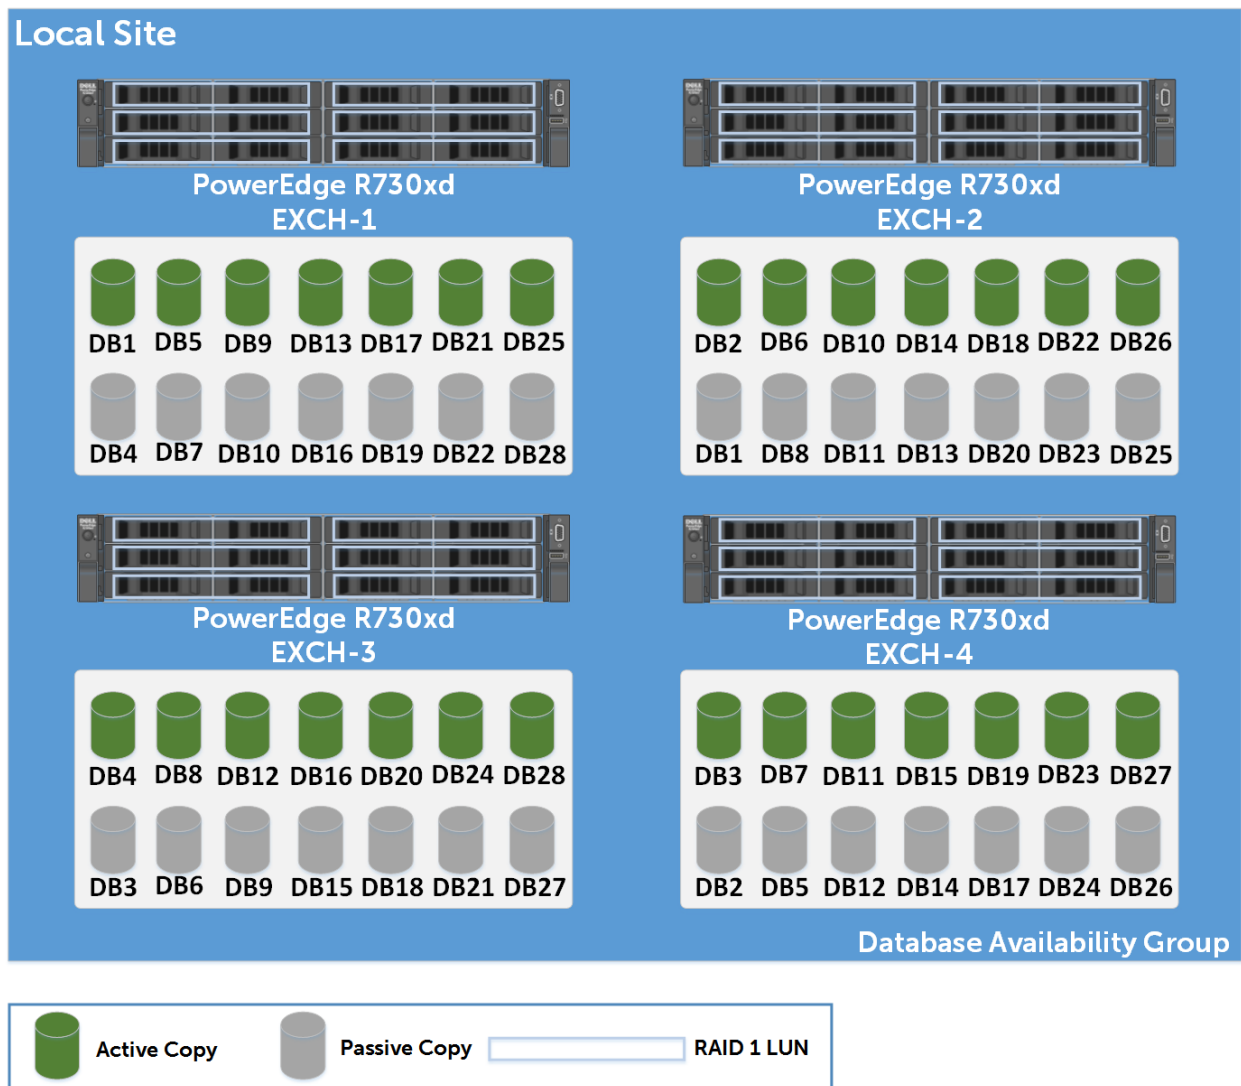 Local Site
PowerEdge R730xd
EXCH-1
DB1 DB5 DB9 DB13 DB17 DB21 DB25
DB4 DB7 DB10 DB16 DB19 DB22 DB28
PowerEdge R730xd
EXCH-2
DB2 DB6 DB10 DB14 DB18 DB22 DB26
DB1 DB8 DB11 DB13 DB20 DB23 DB25
PowerEdge R730xd
EXCH-3
DB4 DB8 DB12 DB16 DB20 DB24 DB28
DB3 DB6 DB9 DB15 DB18 DB21 DB27
PowerEdge R730xd
EXCH-4
DB3 DB7 DB11 DB15 DB19 DB23 DB27
DB2 DB5 DB12 DB14 DB17 DB24 DB26
Database Availability Group
Active Copy Passive Copy RAID 1 LUN